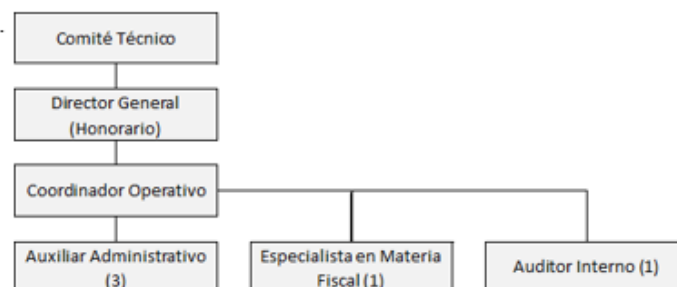 Comité Técnico
Director General
(Honorario)
Coordinador Operativo
Auxiliar Administrativo
(3)
Especialista en Materia
Fiscal (1)
Auditor Interno (1)